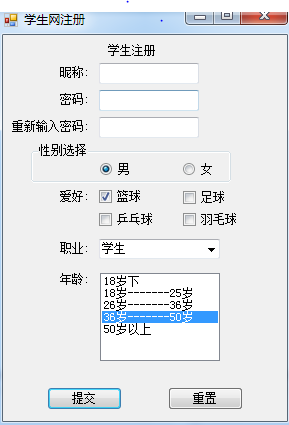 学生网注册
学生注册
昵称:
密码:
重新输入密码:
性别选择
男 女
爱好: 篮球 足球
乒乓球 羽毛球
职业: 学生
年龄: 18岁下
18岁-------25岁
26岁-------36岁
36岁-------50岁
50岁以上
提交 重置